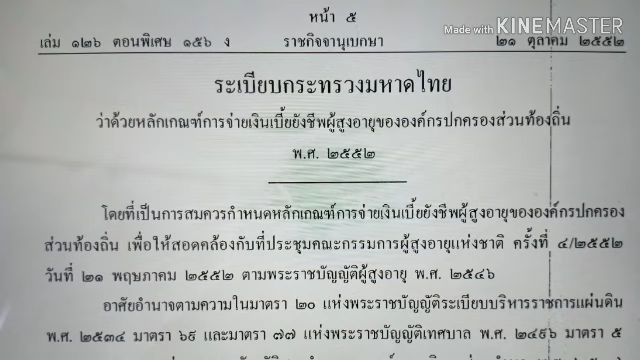 หน้า ๕
Made with KINEMASTER
เล่ม ๑๒๖ ตอนพิเศษ ๑๕๖ ง ราชกิจจานุเบกษา ๒๑ ตุลาคม ๒๕๕๒
ระเบียบกระทรวงมหาดไทย
ว่าด้วยหลักเกณฑ์การจ่ายเงินเบี้ยยังชีพผู้สูงอายุขององค์กรปกครองส่วนท้องถิ่น
พ.ศ. ๒๕๕๒
โดยที่เป็นการสมควรกำหนดหลักเกณฑ์การจ่ายเงินเบี้ยยังชีพผู้สูงอายุขององค์กรปกครอง
ส่วนท้องถิ่น เพื่อให้สอดคล้องกับที่ประชุมคณะกรรมการผู้สูงอายุแห่งชาติ ครั้งที่ ๔/๒๕๕๒
วันที่ ๒๑ พฤษภาคม ๒๕๕๒ ตามพระราชบัญญัติผู้สูงอายุ พ.ศ. ๒๕๔๖
อาศัยอำนาจตามความในมาตรา ๒๐ แห่งพระราชบัญญัติระเบียบบริหารราชการแผ่นดิน
พ.ศ. ๒๕๓๔ มาตรา ๖๙ และมาตรา ๗๗ แห่งพระราชบัญญัติเทศบาล พ.ศ. ๒๔๙๖ มาตรา ๕